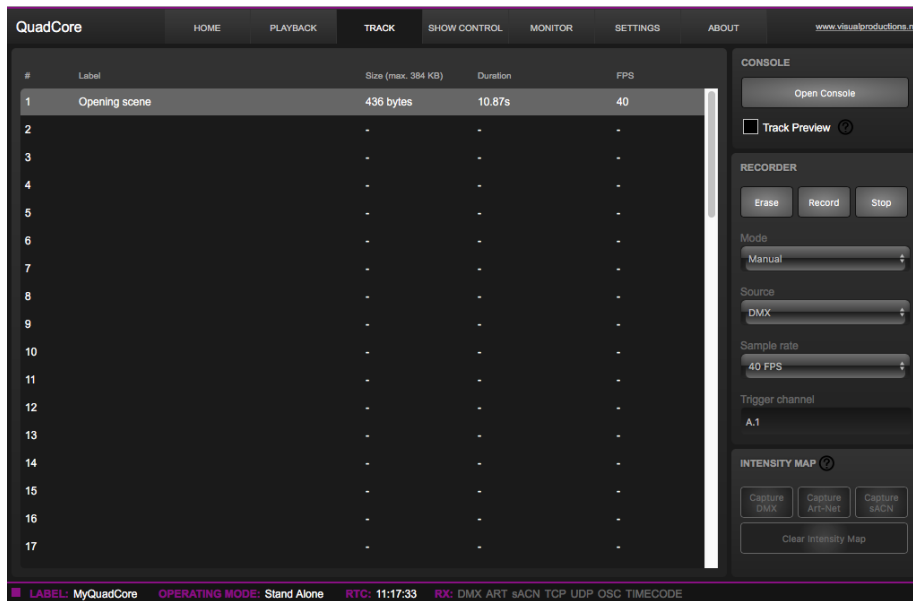 QuadCore HOME PLAYBACK TRACK SHOW CONTROL MONITOR SETTINGS ABOUT www.visualproductions.n
# Label Size (max. 384 KB) Duration FPS
1 Opening scene 436 bytes 10.87s 40
2 - - -
3 - - -
4 - - -
5 - - -
6 - - -
7 - - -
8 - - -
9 - - -
10 - - -
11 - - -
12 - - -
13 - - -
14 - - -
15 - - -
16 - - -
17 - - -
CONSOLE
Open Console
Track Preview ?
RECORDER
Erase Record Stop
Mode
Manual
Source
DMX
Sample rate
40 FPS
Trigger channel
A.1
INTENSITY MAP ?
Capture DMX
Capture Art-Net
Capture sACN
Clear Intensity Map
LABEL: MyQuadCore OPERATING MODE: Stand Alone RTC: 11:17:33 RX: DMX ART sACN TCP UDP OSC TIMECODE